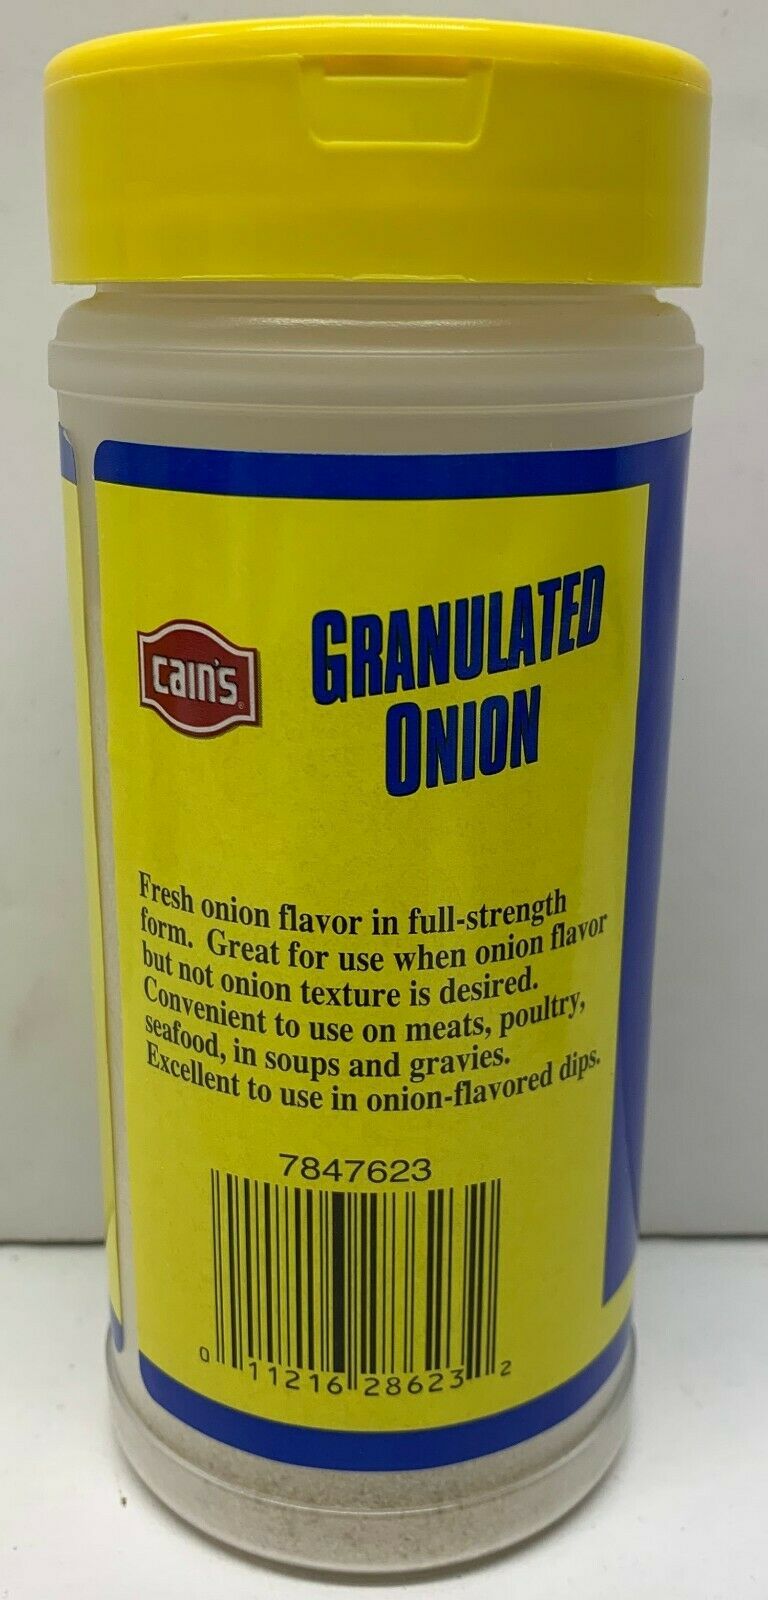 Cain's®
GRANULATED
ONION
Fresh onion flavor in full-strength
form. Great for use when onion flavor
but not onion texture is desired.
Convenient to use on meats, poultry,
seafood, in soups and gravies.
Excellent to use in onion-flavored dips.
7847623
0 11216 28623 2